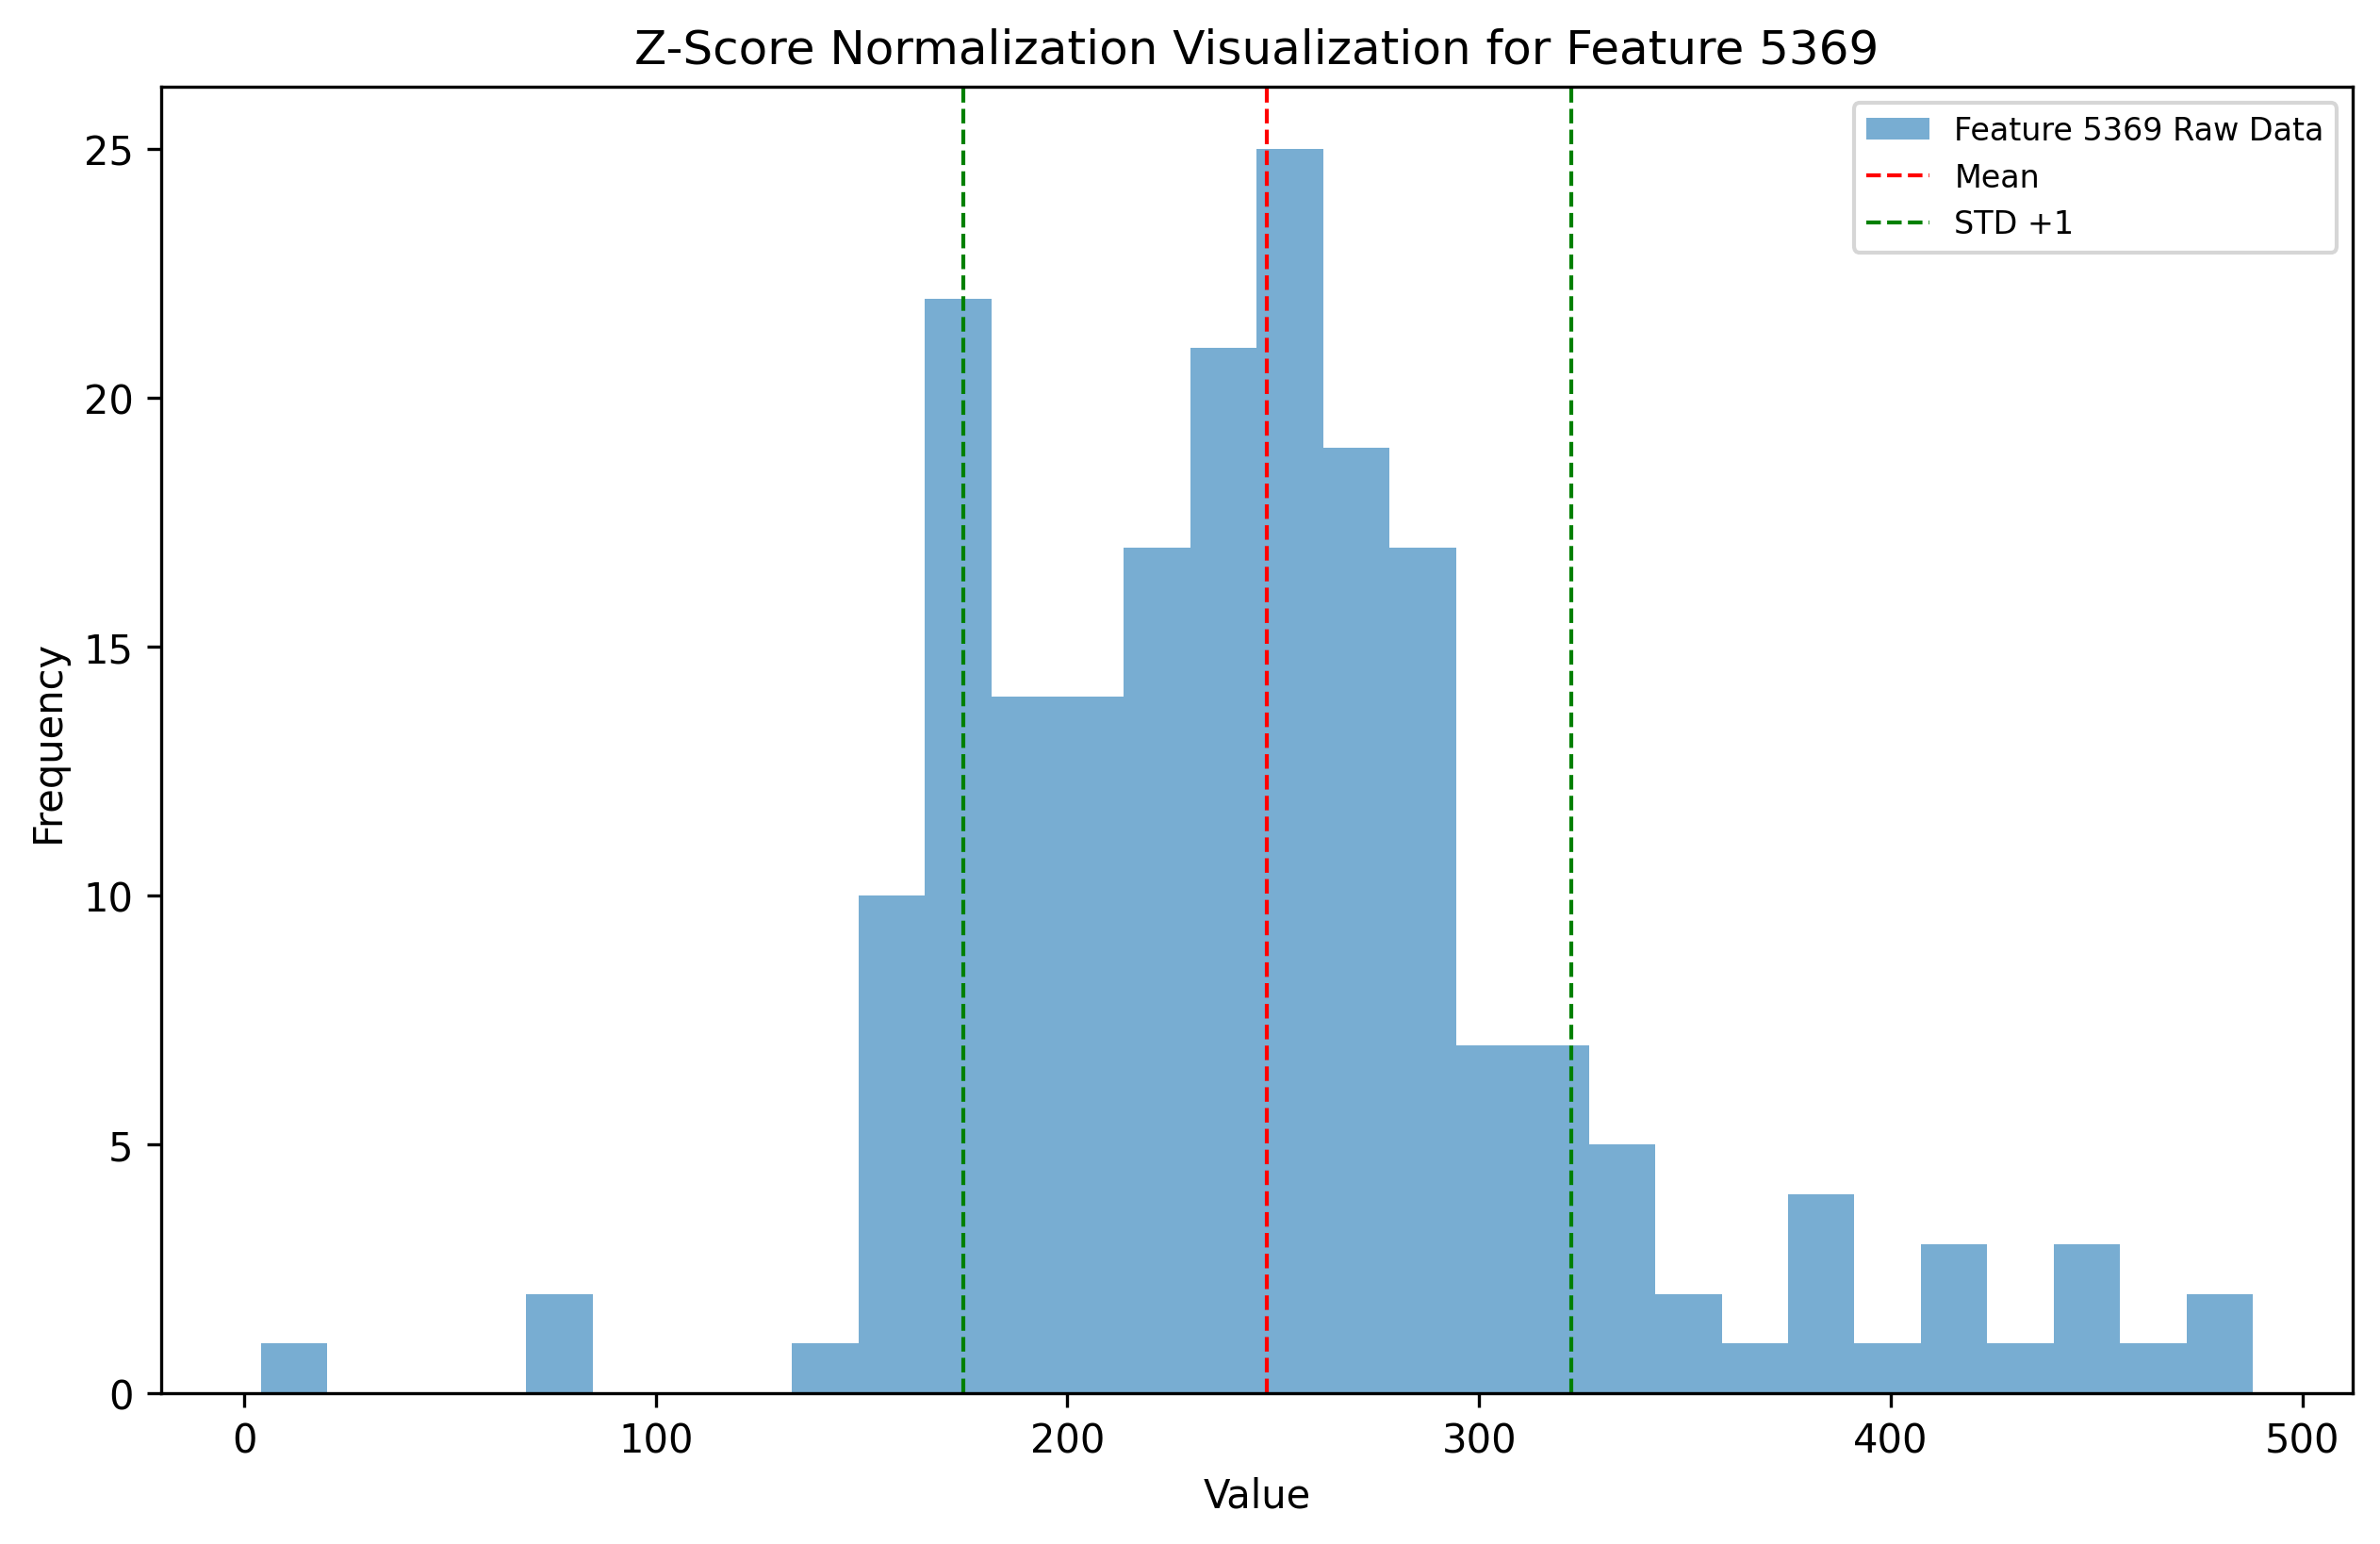 Z-Score Normalization Visualization for Feature 5369
Feature 5369 Raw Data
Mean
STD +1
25
20
15
10
5
0
Frequency
0 100 200 300 400 500
Value